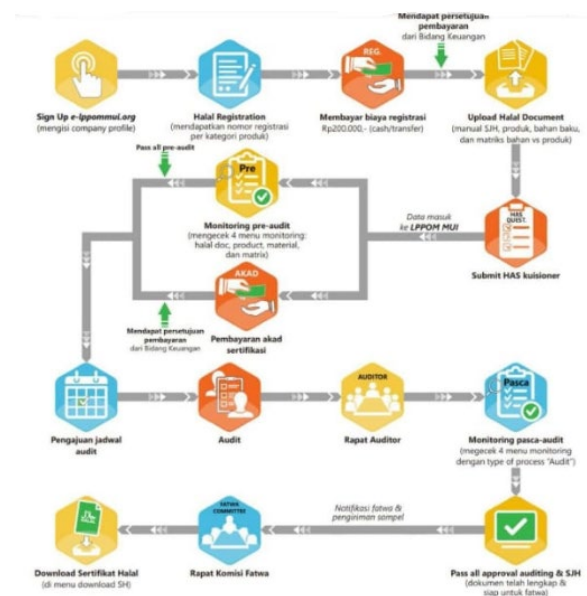 Mendapat persetujuan
pembayaran
dari Bidang Keuangan
REG.
Sign Up e-lppommui.org
(mengisi company profile)
Halal Registration
(mendapatkan nomor registrasi
per kategori produk)
Membayar biaya registrasi
Rp200.000,- (cash/transfer)
Upload Halal Document
(manual SJH, produk, bahan baku,
dan matriks bahan vs produk)
Pass all pre-audit
Pre
HAS
QUEST.
Monitoring pre-audit
(mengecek 4 menu monitoring:
halal doc, product, material,
dan matrix)
Data masuk
ke LPPOM MUI
Submit HAS kuisioner
AKAD
Mendapat persetujuan
pembayaran
dari Bidang Keuangan
Pembayaran akad
sertifikasi
AUDITOR
Pasca
Pengajuan jadwal
audit
Audit
Rapat Auditor
Monitoring pasca-audit
(megecek 4 menu monitoring
dengan type of process "Audit")
FATWA
COMMITTEE
Notifikasi fatwa &
pengiriman sampel
Download Sertifikat Halal
(di menu download SH)
Rapat Komisi Fatwa
Pass all approval auditing & SJH
(dokumen telah lengkap &
siap untuk fatwa)